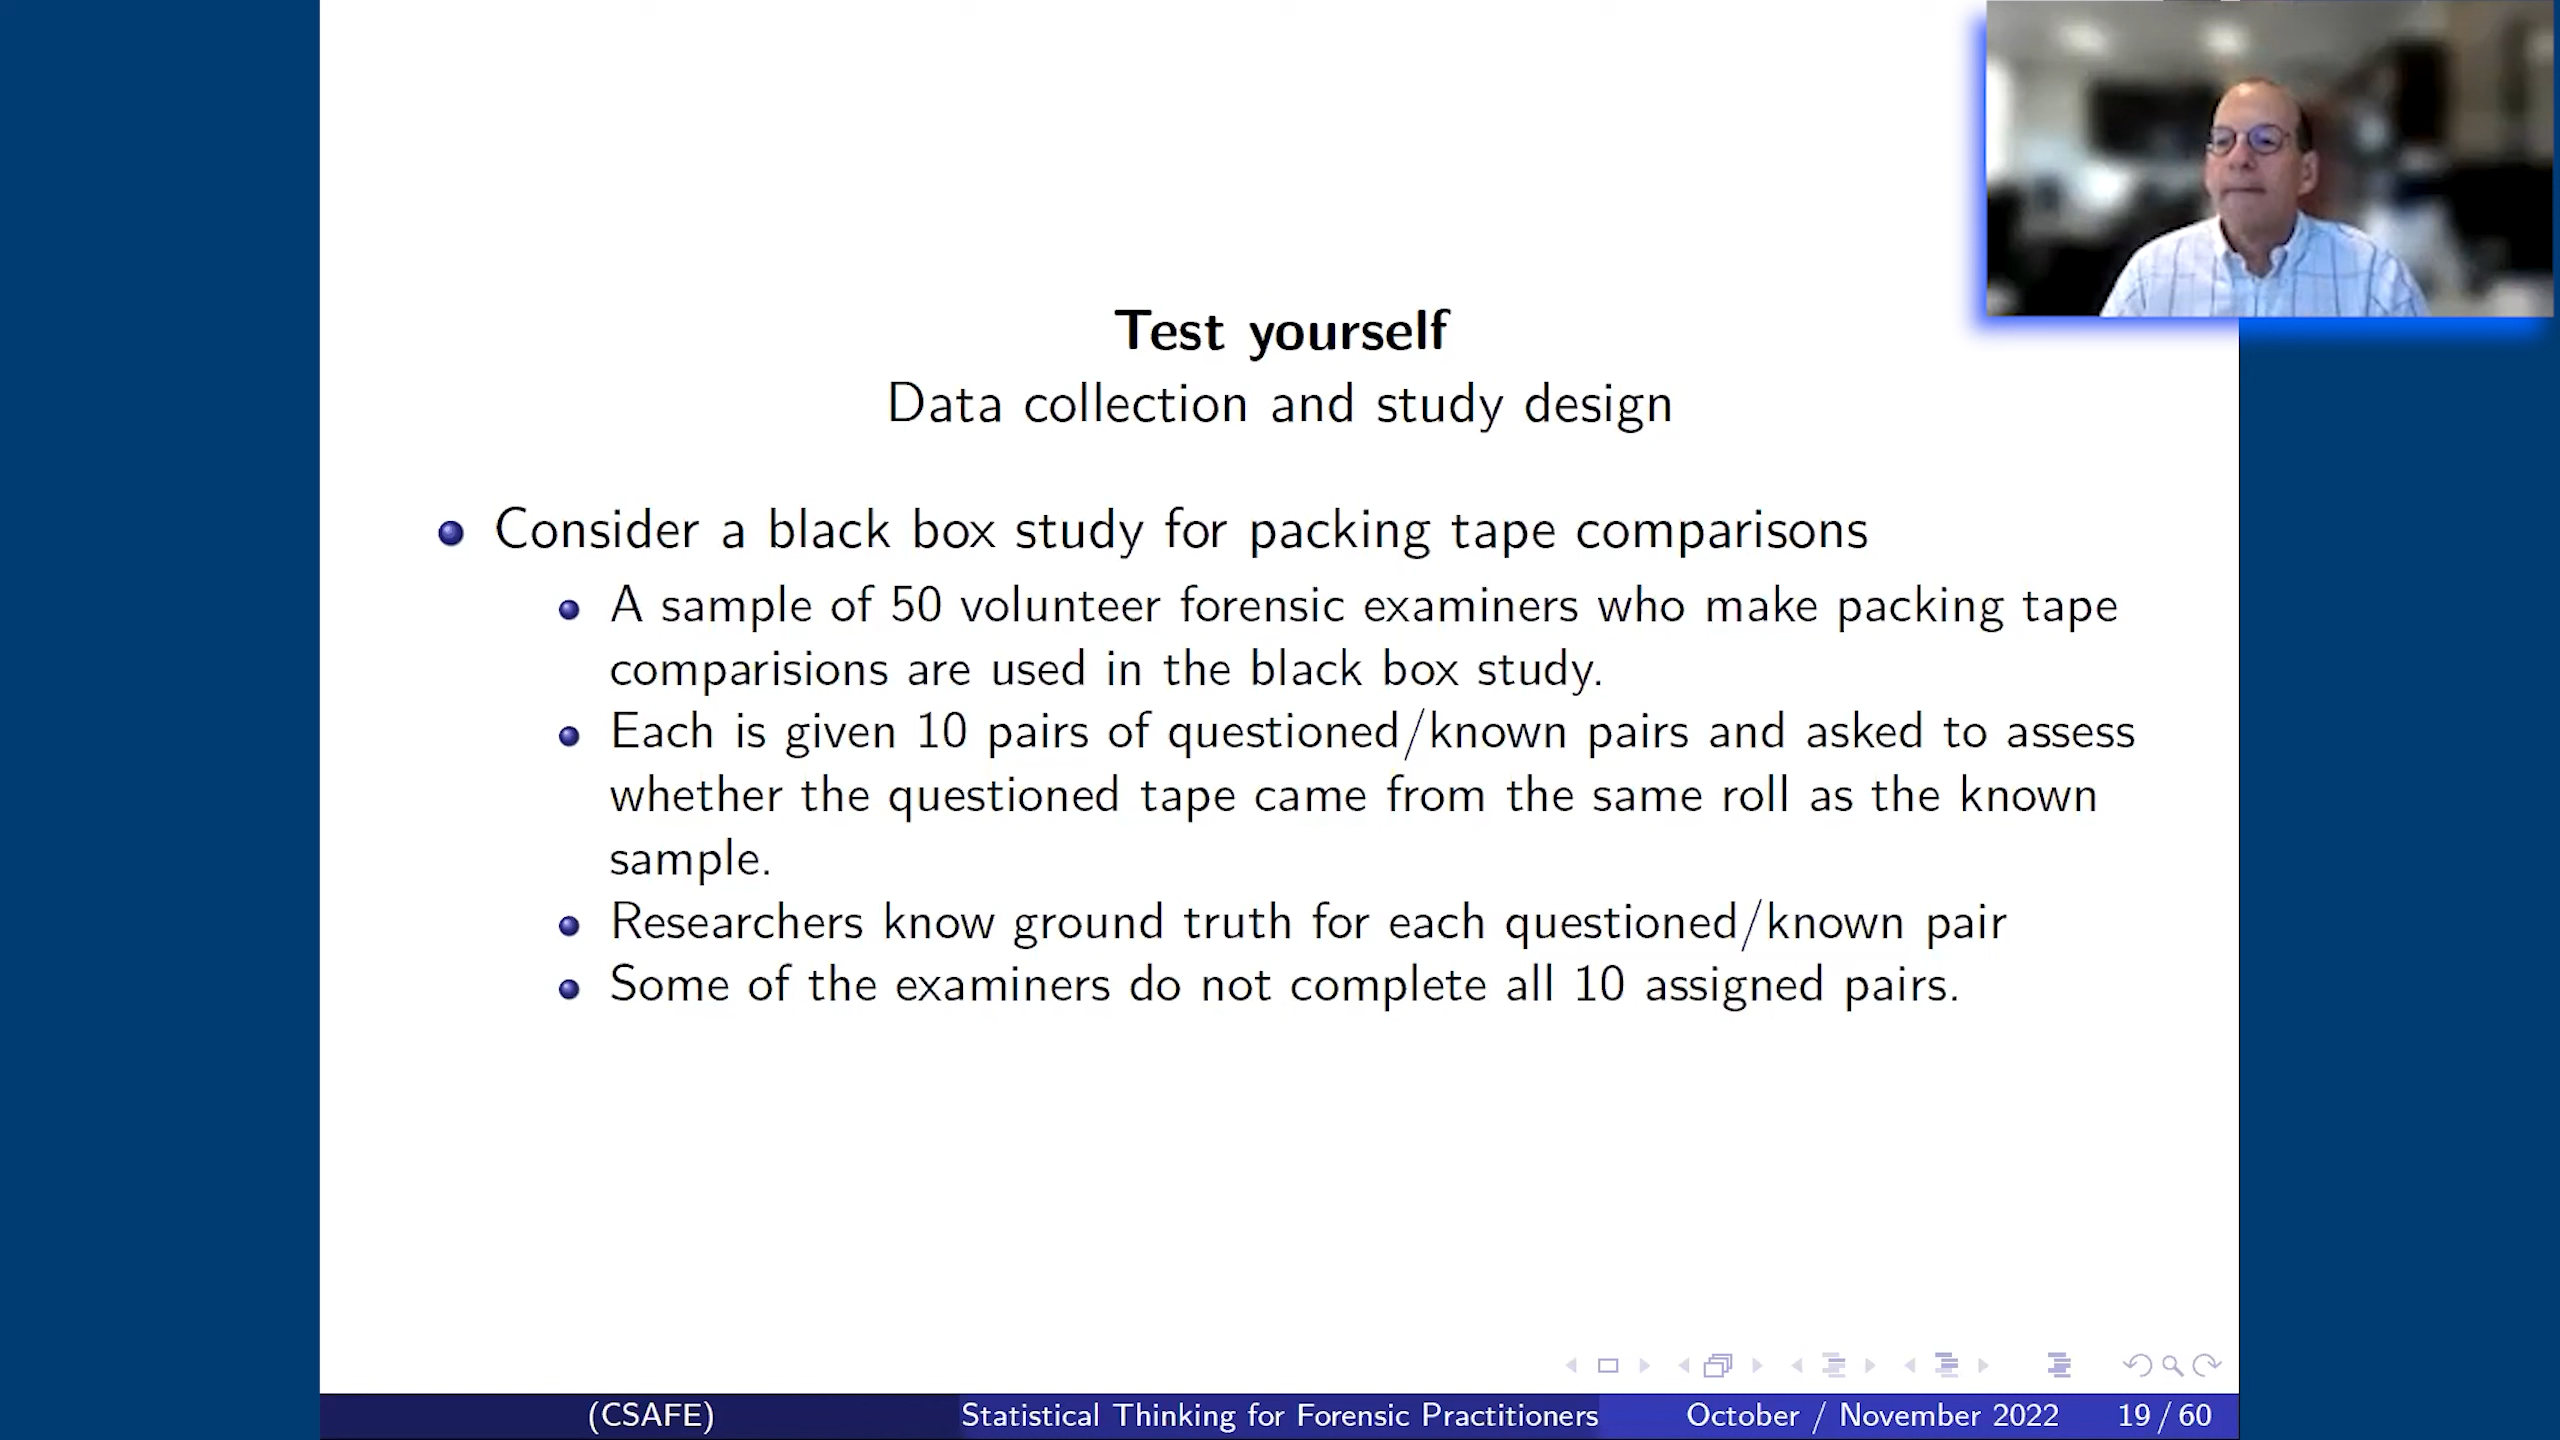 Test yourself
Data collection and study design
Consider a black box study for packing tape comparisons
A sample of 50 volunteer forensic examiners who make packing tape
comparisions are used in the black box study.
Each is given 10 pairs of questioned/known pairs and asked to assess
whether the questioned tape came from the same roll as the known
sample.
Researchers know ground truth for each questioned/known pair
Some of the examiners do not complete all 10 assigned pairs.
(CSAFE) Statistical Thinking for Forensic Practitioners October / November 2022 19 / 60